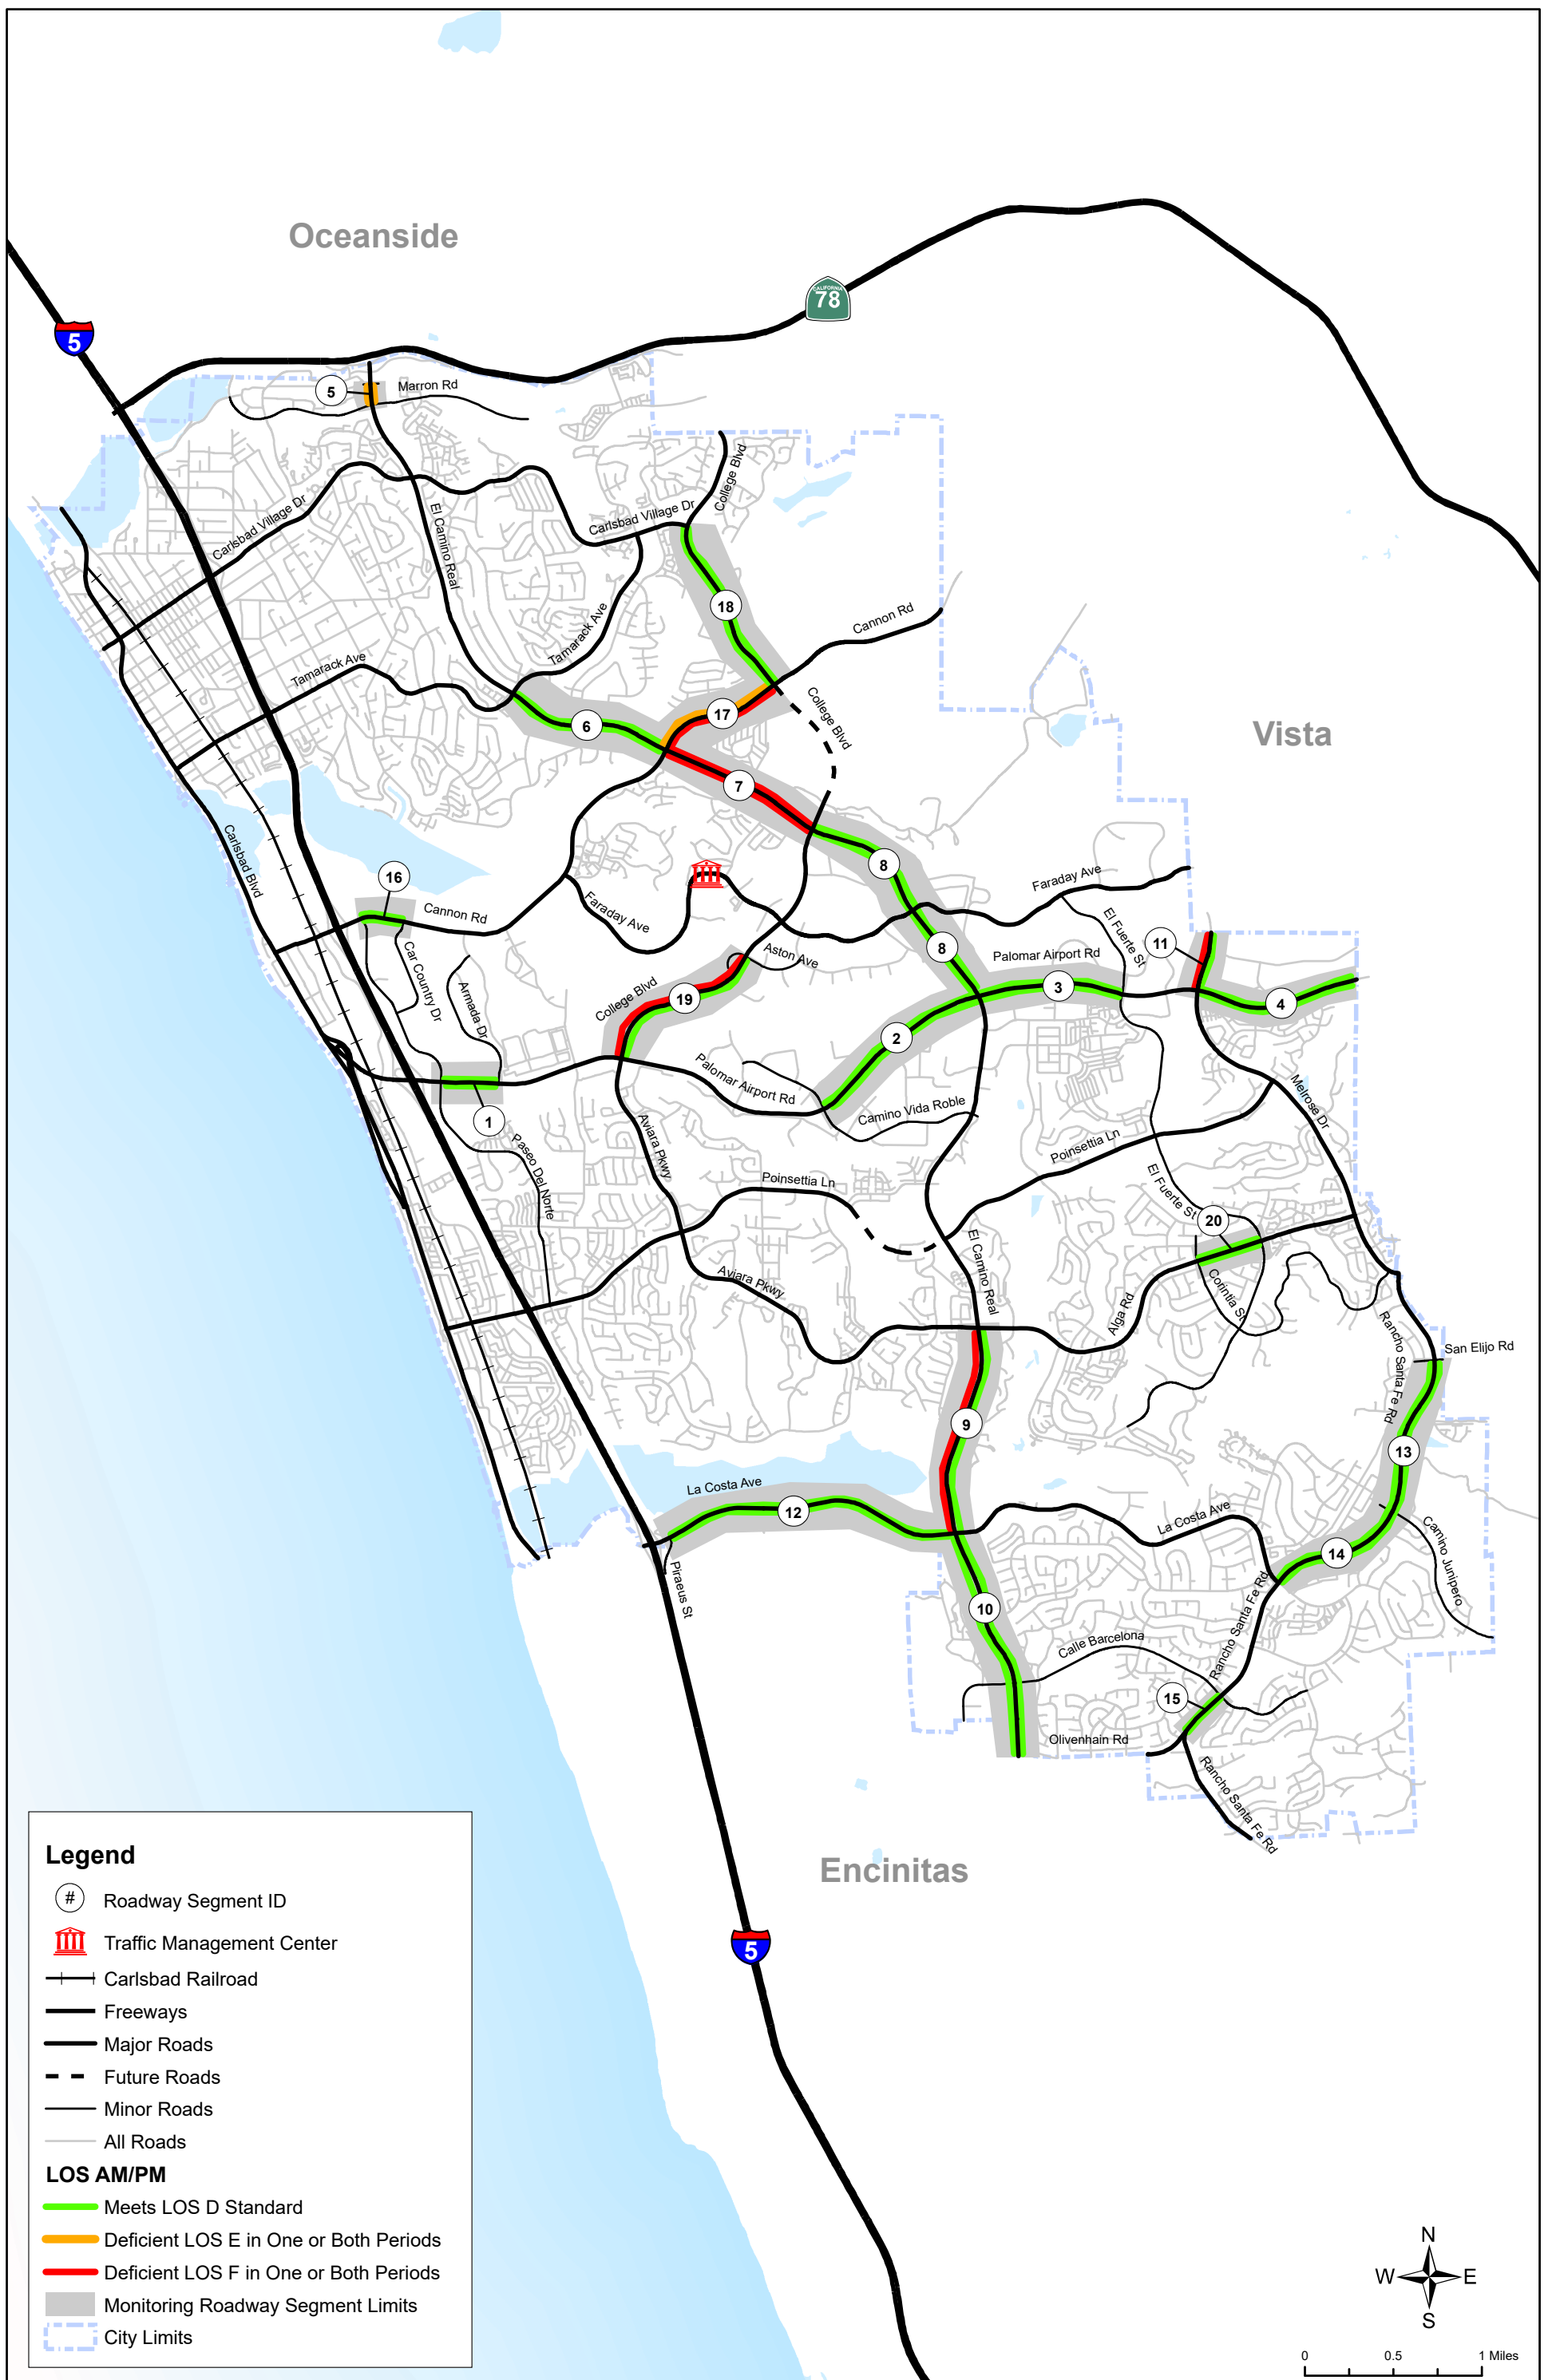 Oceanside
CALIFORNIA
78
5
5
Marron Rd
College Blvd
Carlsbad Village Dr
Carlsbad Village Dr
El Camino Real
18
Cannon Rd
Tamarack Ave
Tamarack Ave
College Blvd
17
6
Vista
7
Carlsbad Blvd
8
16
Faraday Ave
Cannon Rd
Faraday Ave
El Fuerte St
11
8
Aston Ave
Palomar Airport Rd
Car Country Dr
Armada Dr
College Blvd
19
3
4
2
Palomar Airport Rd
Melrose Dr
Camino Vida Roble
1
Aviara Pkwy
Paseo Del Norte
Poinsettia Ln
Poinsettia Ln
El Fuerte St
20
El Camino Real
Aviara Pkwy
Corintia St
Alga Rd
Rancho Santa Fe Rd
San Elijo Rd
9
13
La Costa Ave
12
La Costa Ave
Camino Junipero
14
Piraeus St
10
Rancho Santa Fe Rd
Calle Barcelona
15
Olivenhain Rd
Rancho Santa Fe Rd
Encinitas
5
Legend
# Roadway Segment ID
Traffic Management Center
Carlsbad Railroad
Freeways
Major Roads
Future Roads
Minor Roads
All Roads
LOS AM/PM
Meets LOS D Standard
Deficient LOS E in One or Both Periods
Deficient LOS F in One or Both Periods
Monitoring Roadway Segment Limits
City Limits
N
W E
S
0 0.5 1 Miles